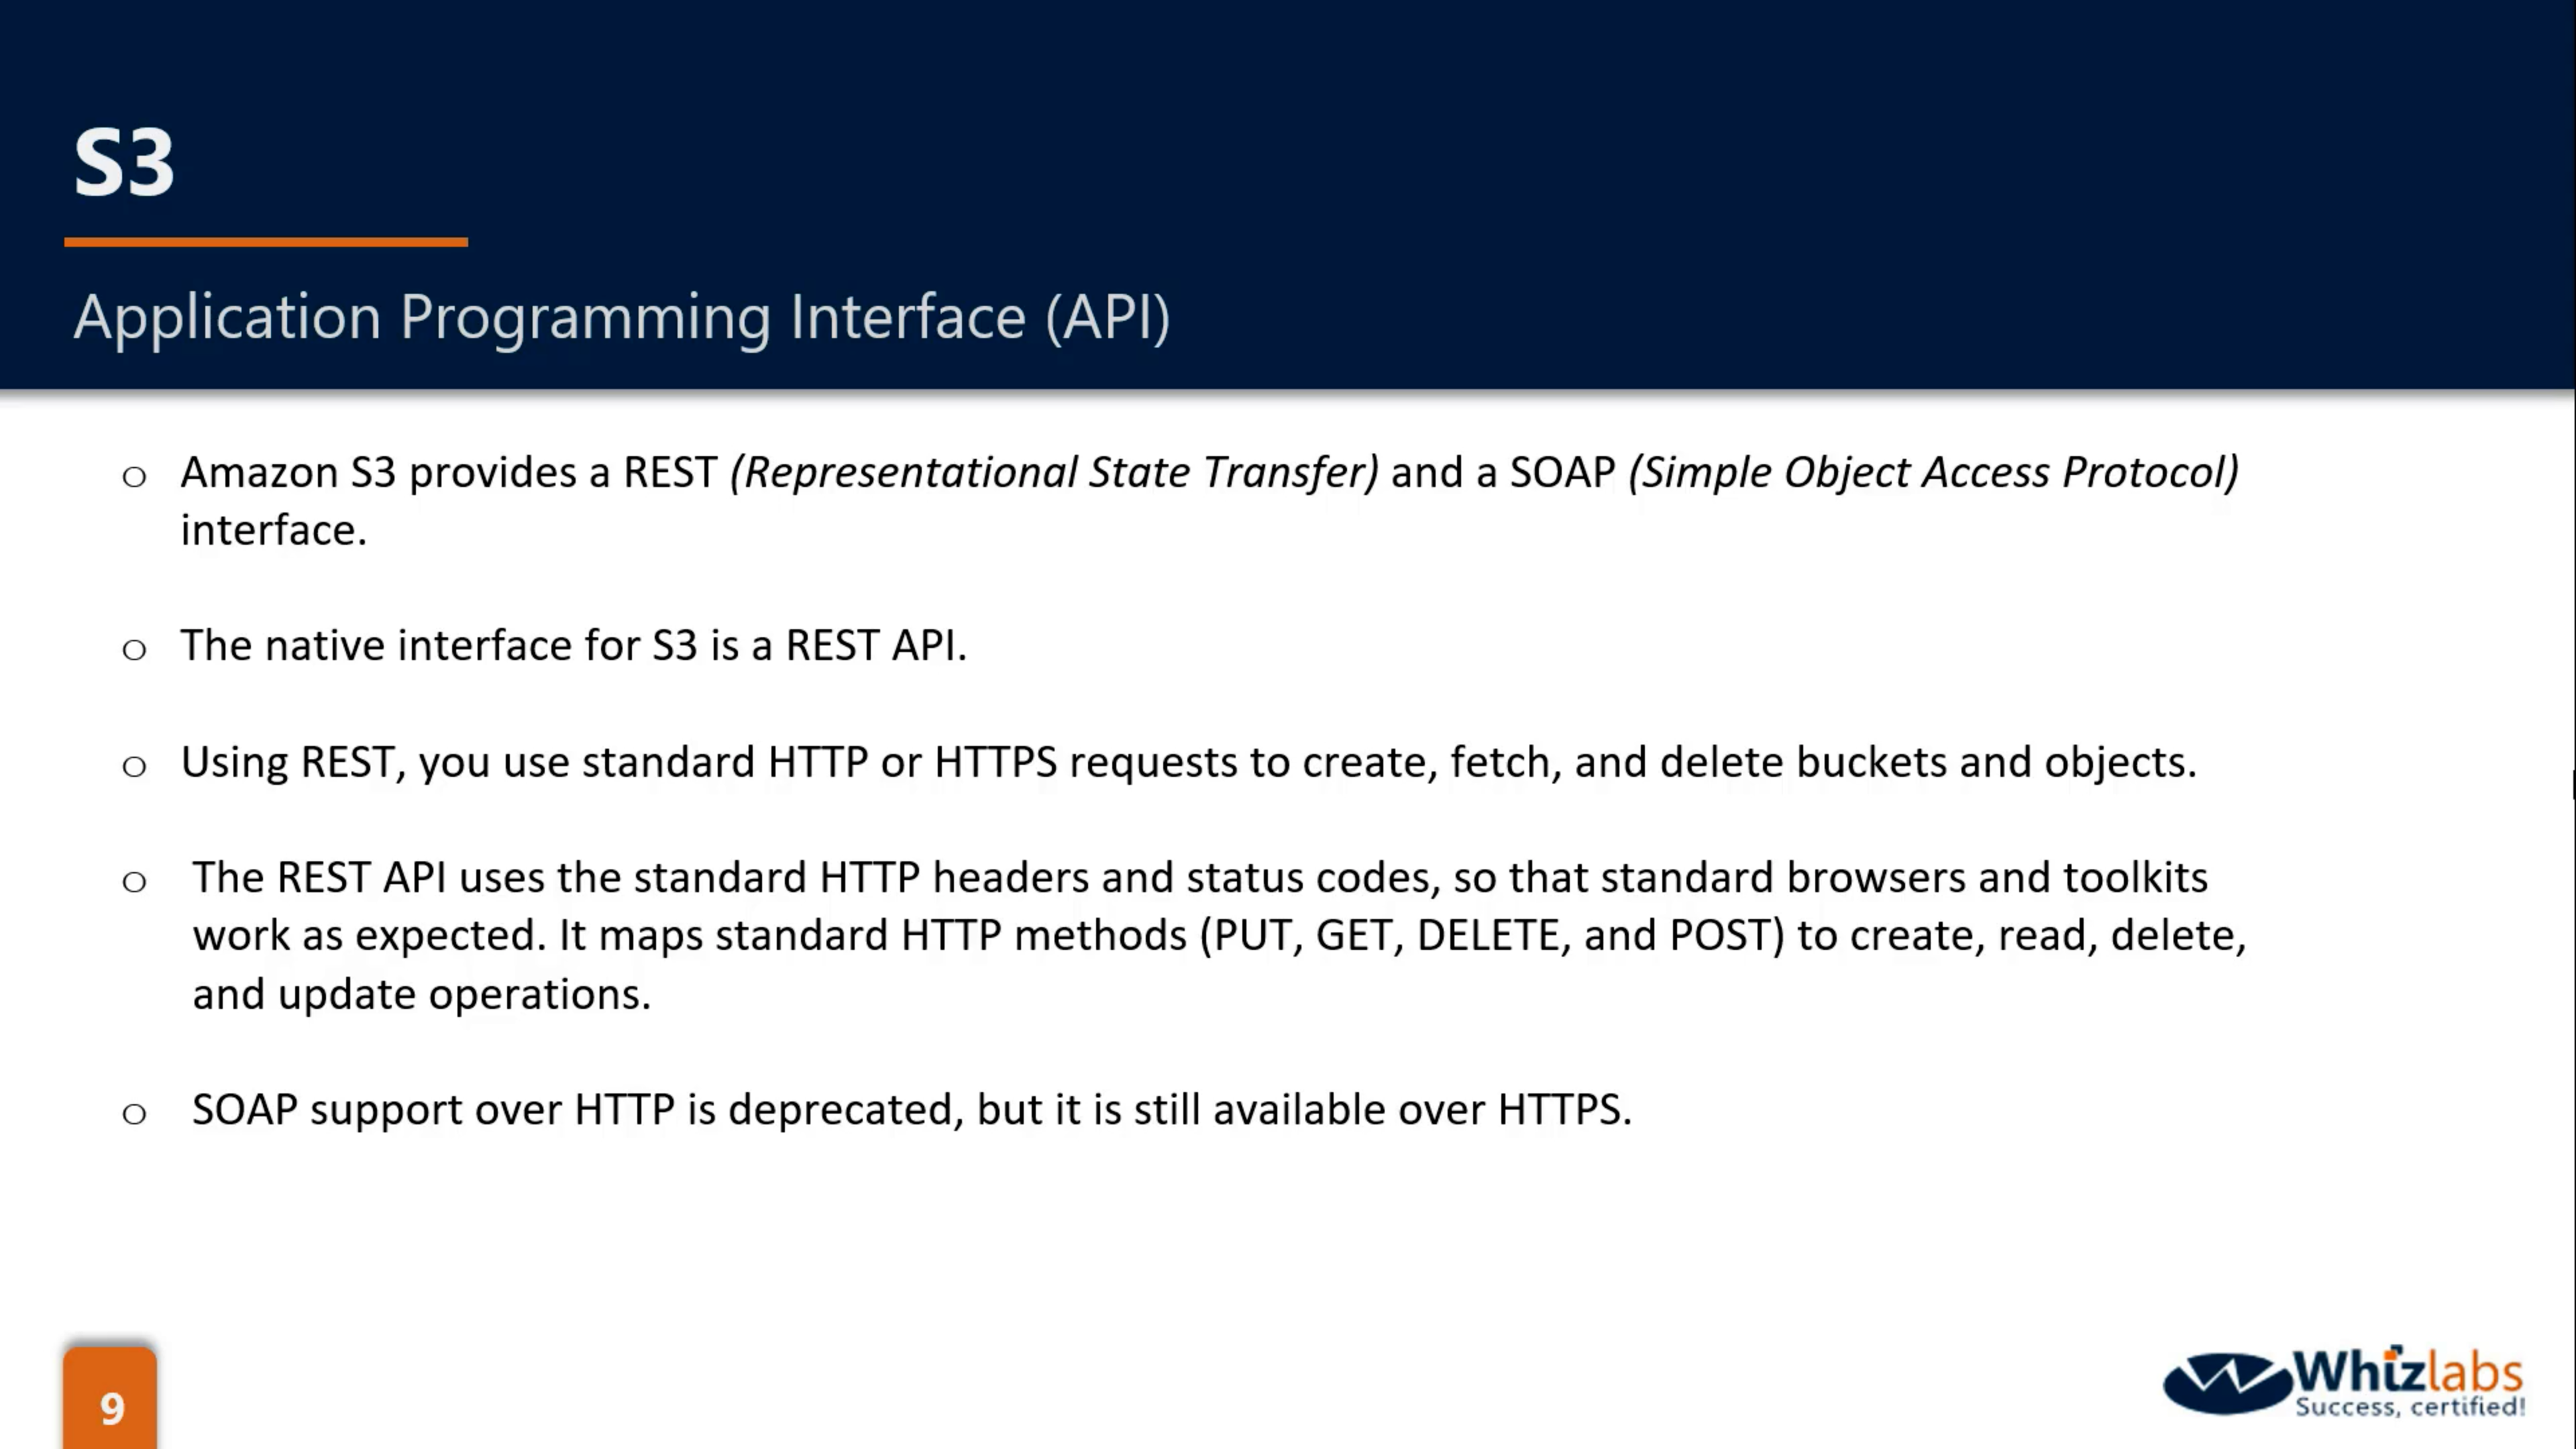 S3
Application Programming Interface (API)
o Amazon S3 provides a REST (Representational State Transfer) and a SOAP (Simple Object Access Protocol)
interface.
o The native interface for S3 is a REST API.
o Using REST, you use standard HTTP or HTTPS requests to create, fetch, and delete buckets and objects.
o The REST API uses the standard HTTP headers and status codes, so that standard browsers and toolkits
work as expected. It maps standard HTTP methods (PUT, GET, DELETE, and POST) to create, read, delete,
and update operations.
o SOAP support over HTTP is deprecated, but it is still available over HTTPS.
9
Whizlabs
Success, certified!